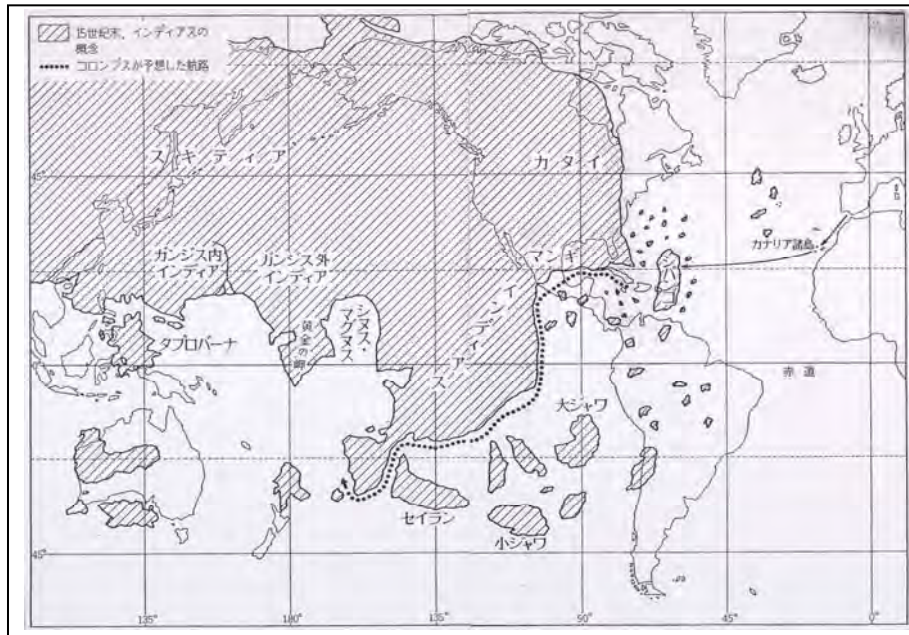 15世紀末、インディアスの
概念
コロンブスが予想した航路
スキティア
カタイ
45°
カナリア諸島
ガンジス内
インディア
ガンジス外
インディア
マンギ
インディアス
シヌス・
マグヌス
黄金の岬
タプロバーナ
赤道
大ジャワ
セイラン
小ジャワ
45°
135°
180°
135°
90°
45°
0°